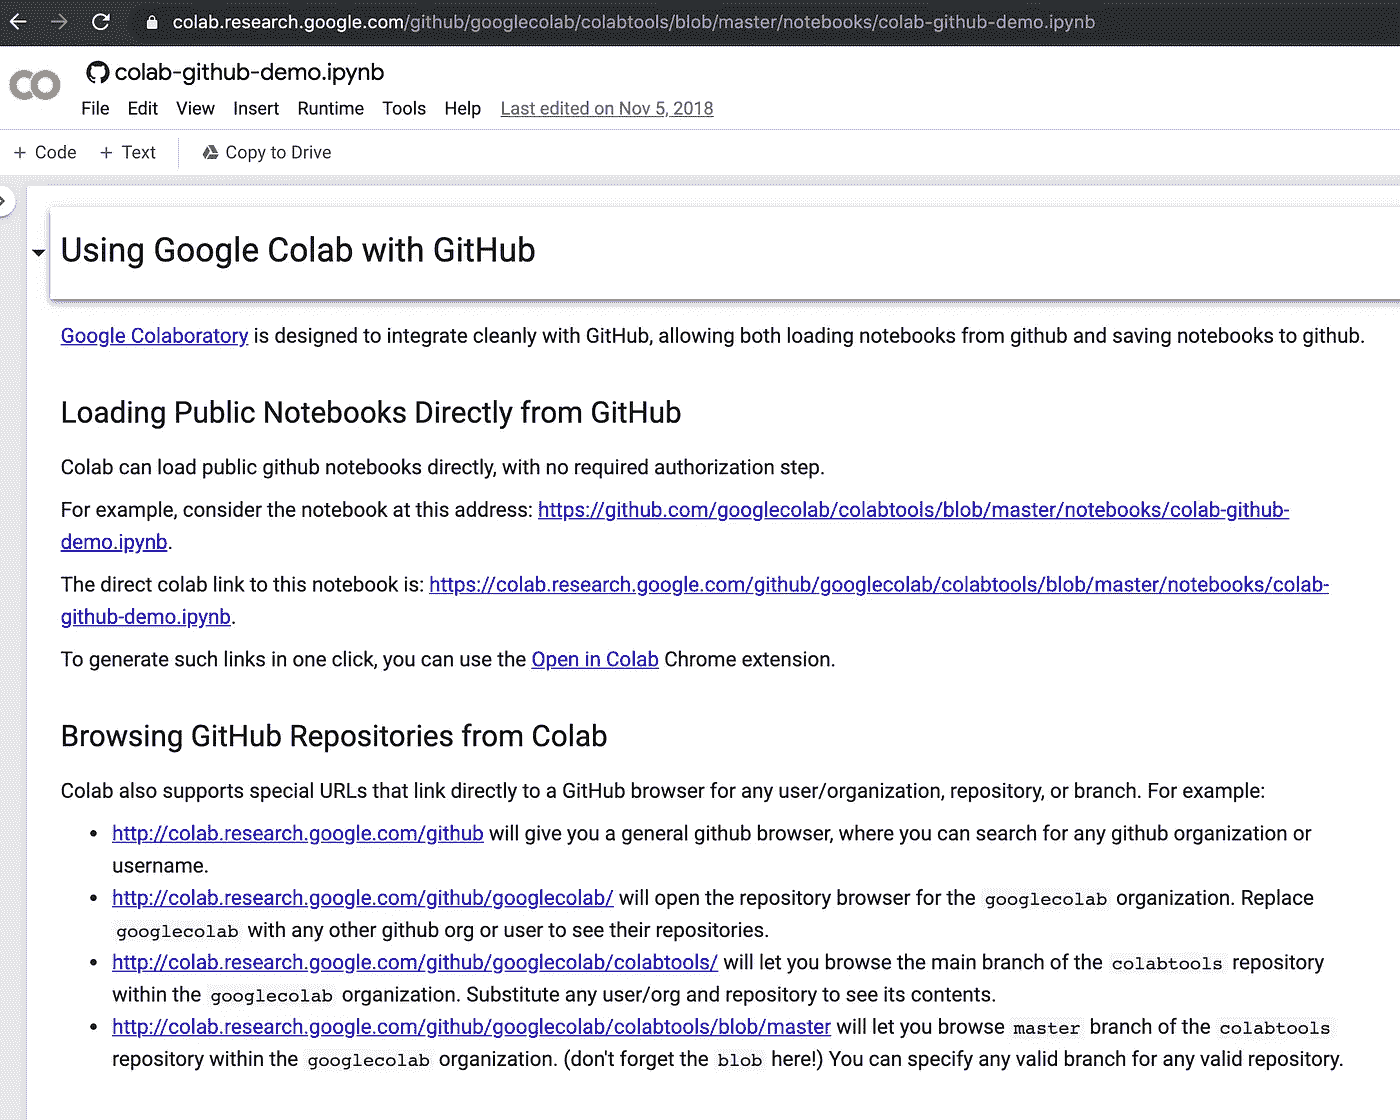 colab.research.google.com/github/googlecolab/colabtools/blob/master/notebooks/colab-github-demo.ipynb
CO
colab-github-demo.ipynb
File Edit View Insert Runtime Tools Help Last edited on Nov 5, 2018
+ Code + Text Copy to Drive
Using Google Colab with GitHub
Google Colaboratory is designed to integrate cleanly with GitHub, allowing both loading notebooks from github and saving notebooks to github.
Loading Public Notebooks Directly from GitHub
Colab can load public github notebooks directly, with no required authorization step.
For example, consider the notebook at this address: https://github.com/googlecolab/colabtools/blob/master/notebooks/colab-github-
demo.ipynb.
The direct colab link to this notebook is: https://colab.research.google.com/github/googlecolab/colabtools/blob/master/notebooks/colab-
github-demo.ipynb.
To generate such links in one click, you can use the Open in Colab Chrome extension.
Browsing GitHub Repositories from Colab
Colab also supports special URLs that link directly to a GitHub browser for any user/organization, repository, or branch. For example:
• http://colab.research.google.com/github will give you a general github browser, where you can search for any github organization or
username.
• http://colab.research.google.com/github/googlecolab/ will open the repository browser for the googlecolab organization. Replace
googlecolab with any other github org or user to see their repositories.
• http://colab.research.google.com/github/googlecolab/colabtools/ will let you browse the main branch of the colabtools repository
within the googlecolab organization. Substitute any user/org and repository to see its contents.
• http://colab.research.google.com/github/googlecolab/colabtools/blob/master will let you browse master branch of the colabtools
repository within the googlecolab organization. (don't forget the blob here!) You can specify any valid branch for any valid repository.